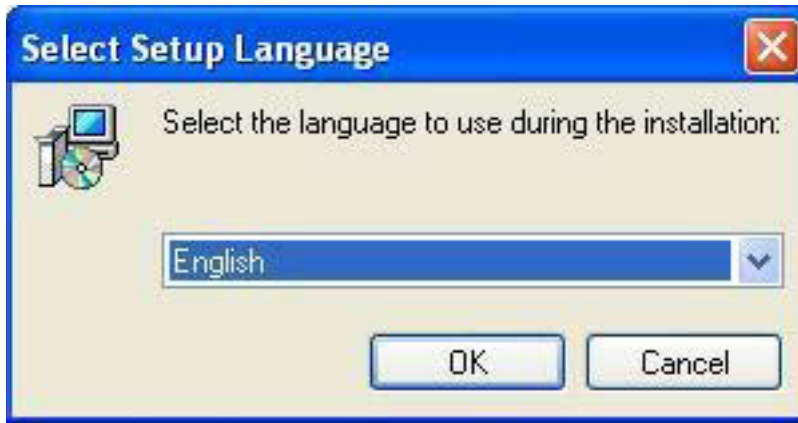 Select Setup Language
Select the language to use during the installation:
English
OK
Cancel